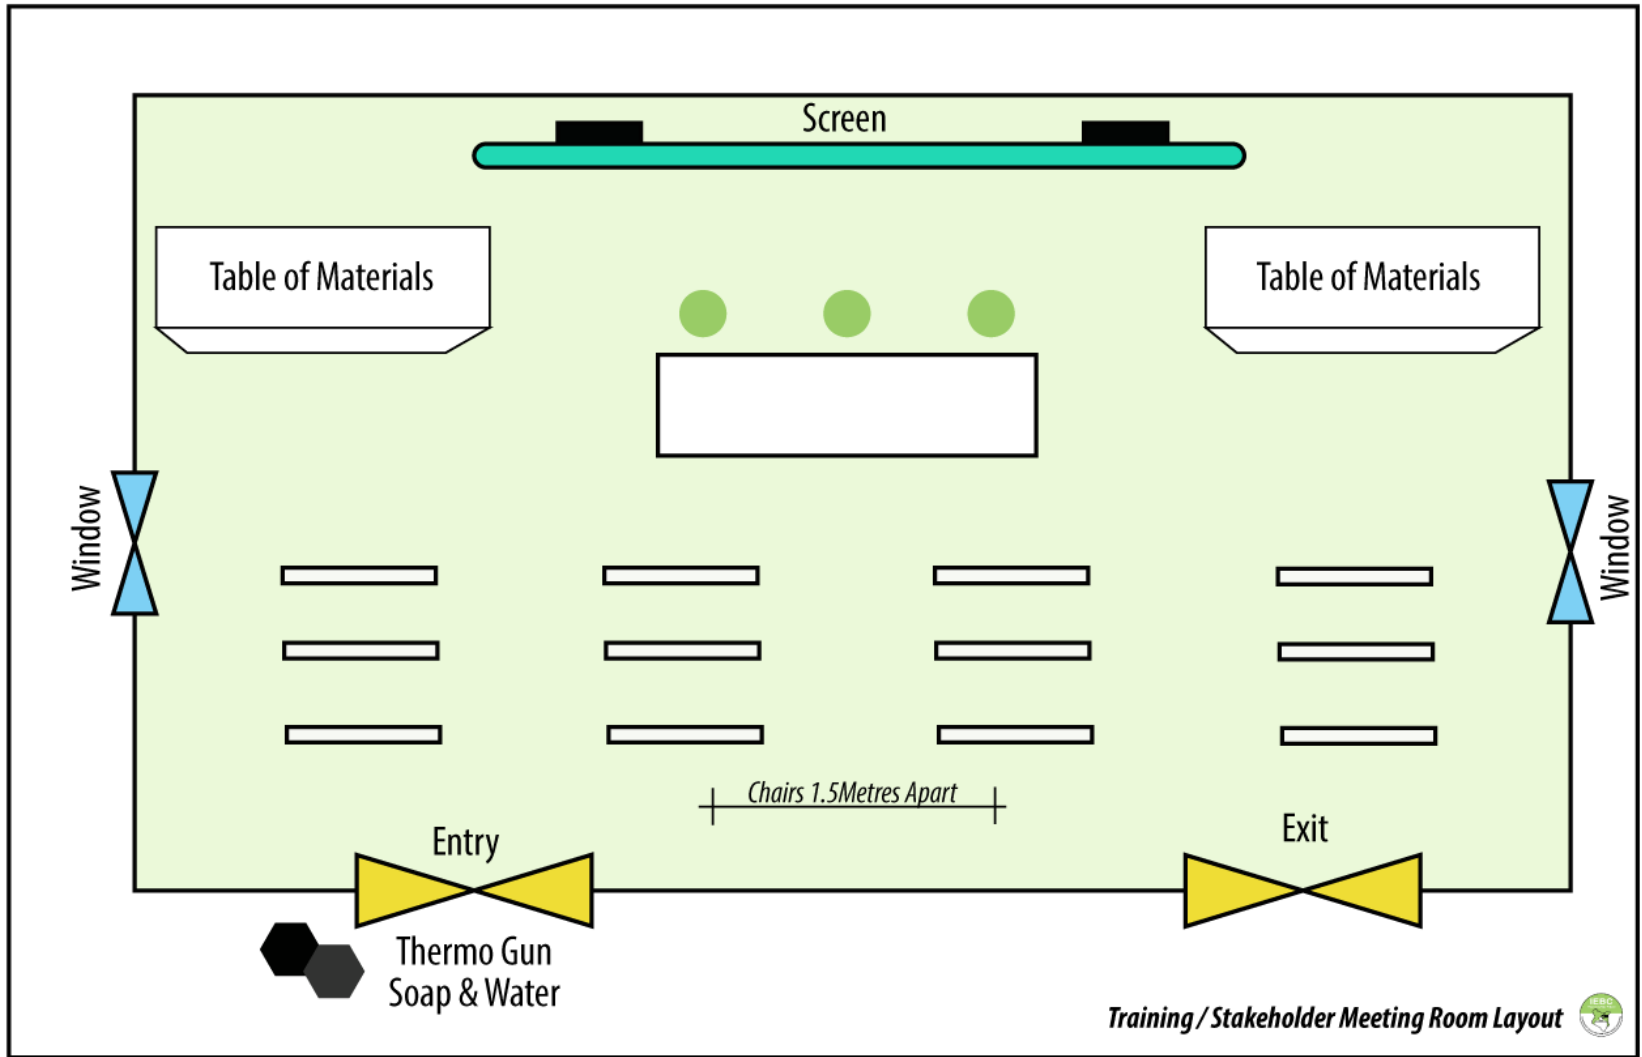 Screen
Table of Materials
Table of Materials
Window
Window
Chairs 1.5Metres Apart
Entry
Exit
Thermo Gun
Soap & Water
Training / Stakeholder Meeting Room Layout
IEBC